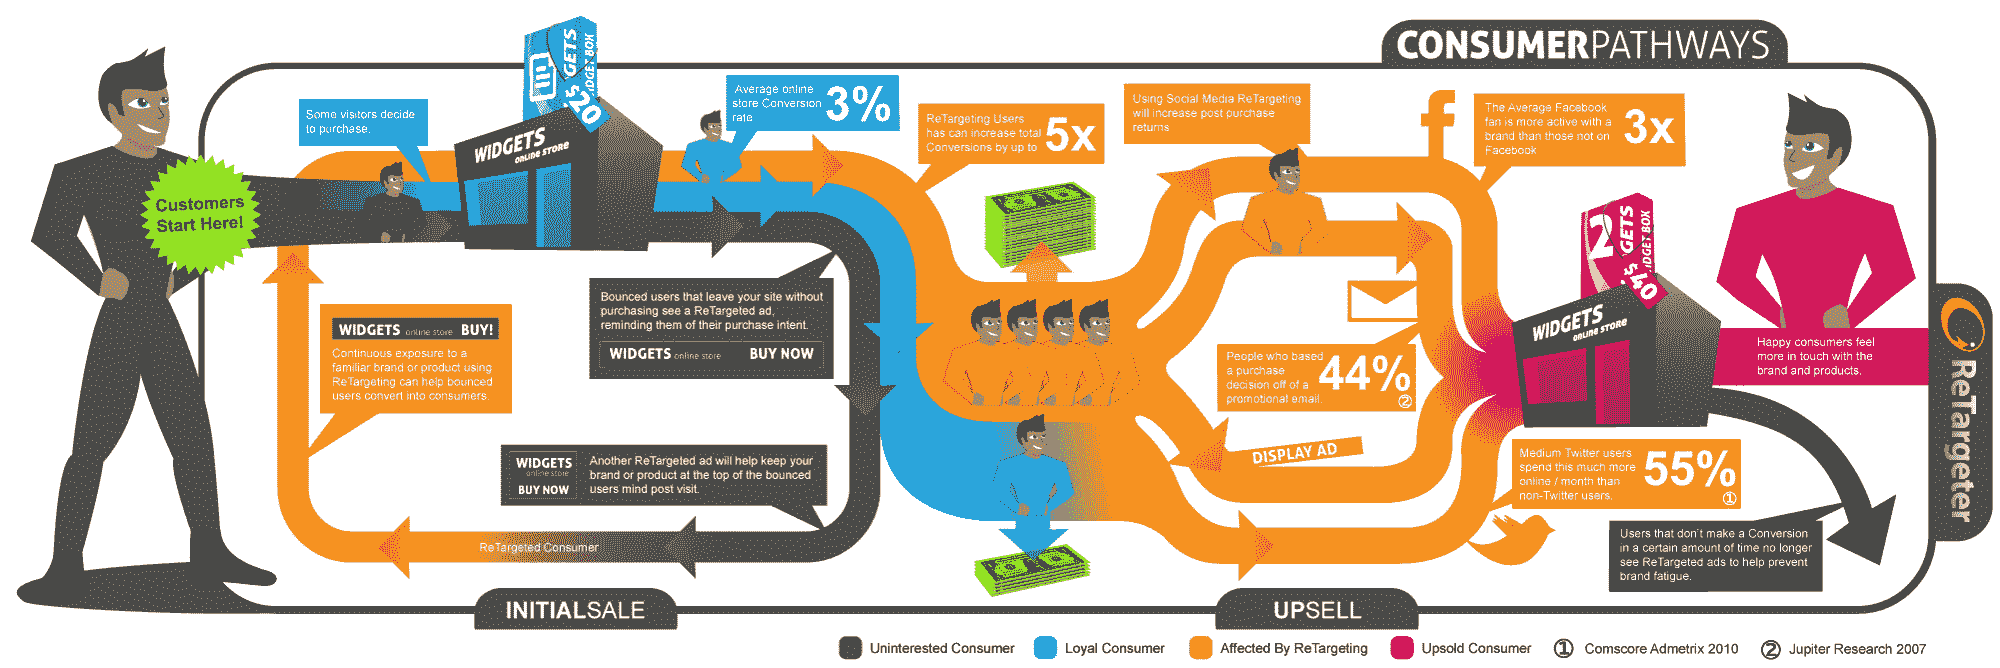 CONSUMERPATHWAYS
Customers
Start Here!
Some visitors decide
to purchase.
GETS
DGET BOX
$20
WIDGETS
ONLINE STORE
Average online
store Conversion
rate
3%
ReTargeting Users
has can increase total
Conversions by up to
5x
Using Social Media ReTargeting
will increase post purchase
returns
The Average Facebook
fan is more active with a
brand than those not on
Facebook
3x
WIDGETS online store BUY!
Continuous exposure to a
familiar brand or product using
ReTargeting can help bounced
users convert into consumers.
Bounced users that leave your site without
purchasing see a ReTargeted ad,
reminding them of their purchase intent.
WIDGETS online store BUY NOW
WIDGETS
online store
BUY NOW
Another ReTargeted ad will help keep your
brand or product at the top of the bounced
users mind post visit.
ReTargeted Consumer
People who based
a purchase
decision off of a
promotional email.
44%
②
DISPLAY AD
2
GETS
DGET BOX
$40
WIDGETS
ONLINE STORE
Happy consumers feel
more in touch with the
brand and products.
Medium Twitter users
spend this much more
online / month than
non-Twitter users.
55%
①
Users that don't make a Conversion
in a certain amount of time no longer
see ReTargeted ads to help prevent
brand fatigue.
ReTargeter
INITIALSALE
UPSELL
Uninterested Consumer
Loyal Consumer
Affected By ReTargeting
Upsold Consumer
① Comscore Admetrix 2010
② Jupiter Research 2007